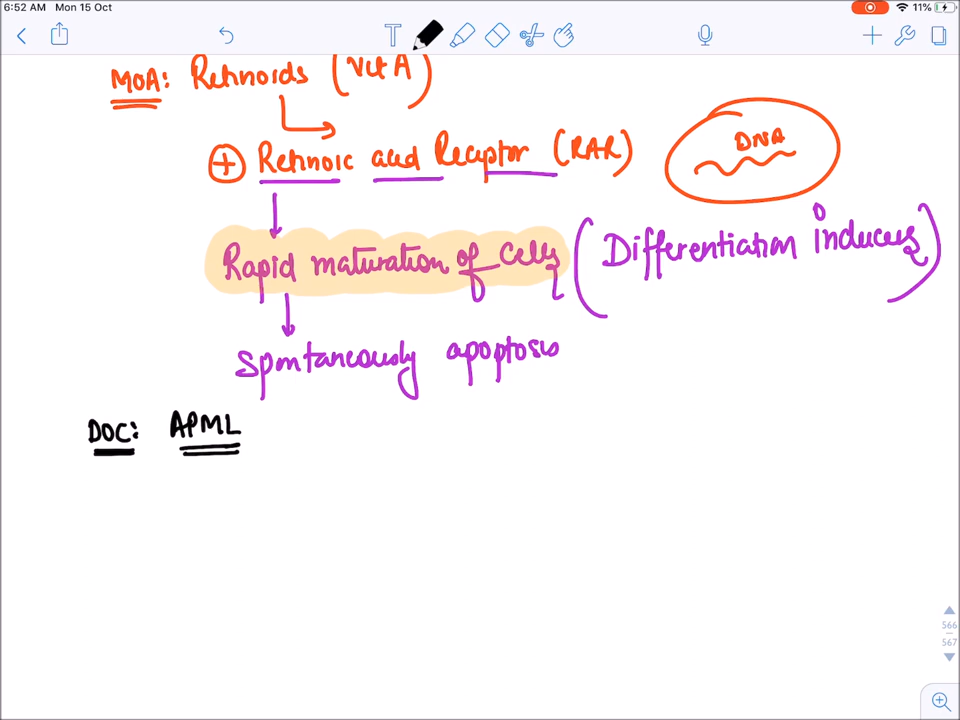 6:52 AM Mon 15 Oct
11%
T
MOA: Retinoids (Vit A)
+ Retinoic acid Receptor (RAR)
DNA
Rapid maturation of cells (Differentiation inducers)
Spontaneously apoptosis
DOC: APML
566
567